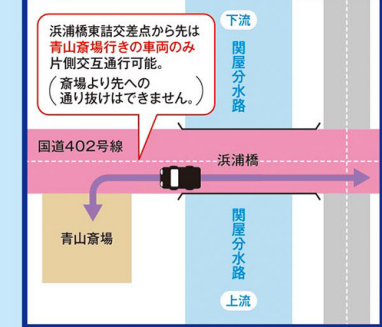 浜浦橋東詰交差点から先は
青山斎場行きの車両のみ
片側交互通行可能。
（斎場より先への
通り抜けはできません。）
下流
関屋分水路
国道402号線
浜浦橋
青山斎場
関屋分水路
上流